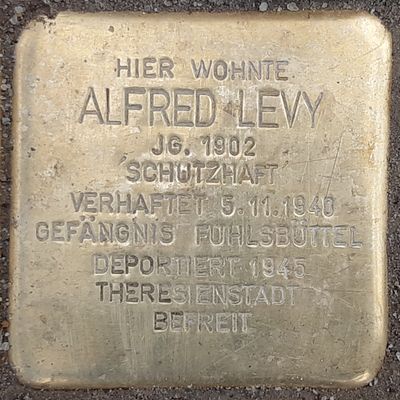 HIER WOHNTE
ALFRED LEVY
JG. 1902
SCHUTZHAFT
VERHAFTET 5.11.1940
GEFÄNGNIS FUHLSBÜTTEL
DEPORTIERT 1945
THERESIENSTADT
BEFREIT